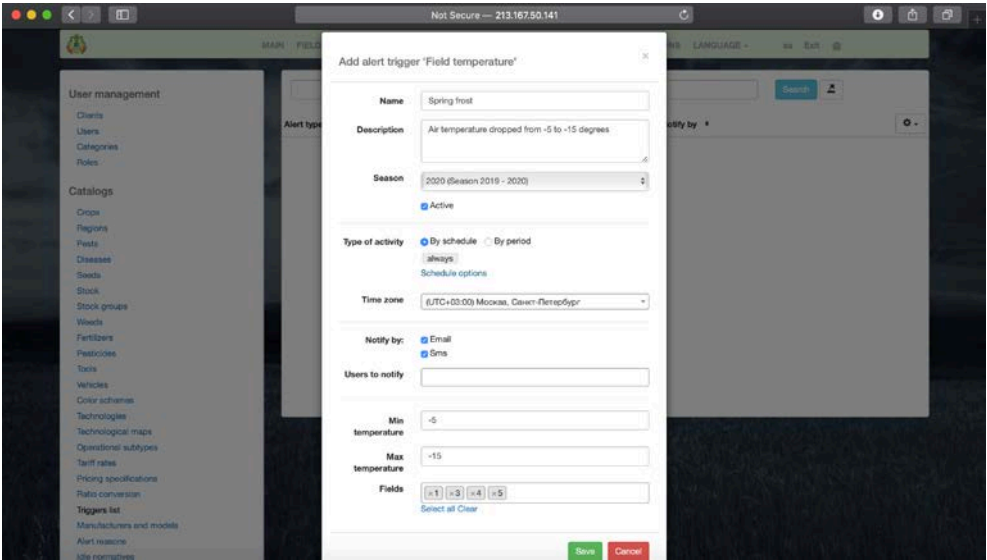 Not Secure — 213.167.50.141
MAIN
LANGUAGE
Exit
User management
Clients
Users
Categories
Roles
Catalogs
Crops
Regions
Pests
Diseases
Seeds
Stock
Stock groups
Weeds
Fertilizers
Pesticides
Tools
Vehicles
Color schemes
Technologies
Technological maps
Operational subtypes
Tariff rates
Pricing specifications
Ratio conversion
Triggers list
Manufacturers and models
Alert reasons
Idle normatives
Search
Alert type
Add alert trigger 'Field temperature'
×
Name
Spring frost
Description
Air temperature dropped from -5 to -15 degrees
Season
2020 (Season 2019 - 2020)
Active
Type of activity
By schedule By period
always
Schedule options
Time zone
(UTC+03:00) Москва, Санкт-Петербург
Notify by:
Email
Sms
Users to notify
Min
temperature
-5
Max
temperature
-15
Fields
×1 ×3 ×4 ×5
Select all Clear
Save Cancel